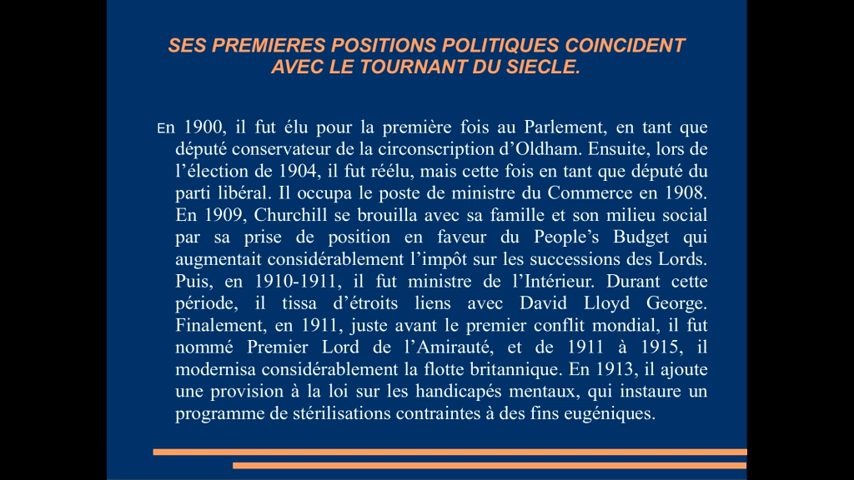 SES PREMIERES POSITIONS POLITIQUES COINCIDENT
AVEC LE TOURNANT DU SIECLE.
En 1900, il fut élu pour la première fois au Parlement, en tant que
député conservateur de la circonscription d’Oldham. Ensuite, lors de
l’élection de 1904, il fut réélu, mais cette fois en tant que député du
parti libéral. Il occupa le poste de ministre du Commerce en 1908.
En 1909, Churchill se brouilla avec sa famille et son milieu social
par sa prise de position en faveur du People’s Budget qui
augmentait considérablement l’impôt sur les successions des Lords.
Puis, en 1910-1911, il fut ministre de l’Intérieur. Durant cette
période, il tissa d’étroits liens avec David Lloyd George.
Finalement, en 1911, juste avant le premier conflit mondial, il fut
nommé Premier Lord de l’Amirauté, et de 1911 à 1915, il
modernisa considérablement la flotte britannique. En 1913, il ajoute
une provision à la loi sur les handicapés mentaux, qui instaure un
programme de stérilisations contraintes à des fins eugéniques.